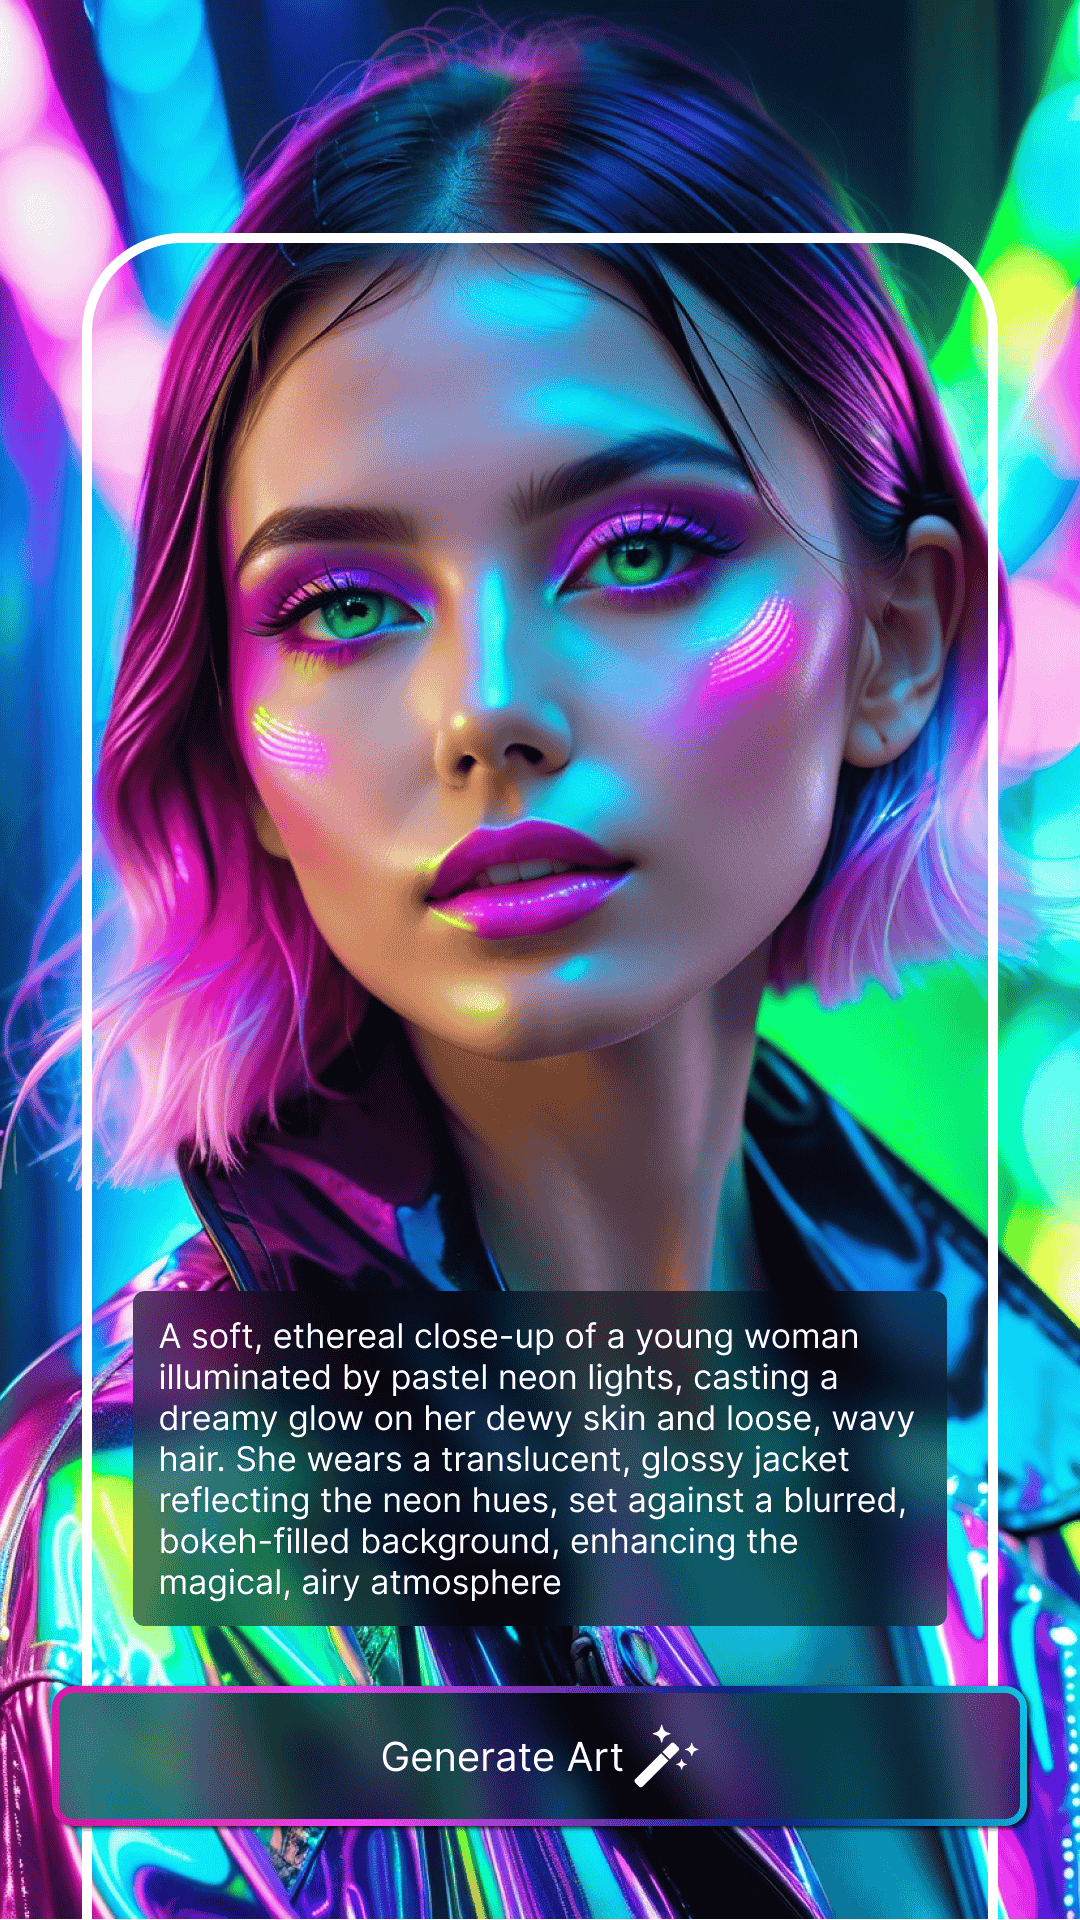 A soft, ethereal close-up of a young woman
illuminated by pastel neon lights, casting a
dreamy glow on her dewy skin and loose, wavy
hair. She wears a translucent, glossy jacket
reflecting the neon hues, set against a blurred,
bokeh-filled background, enhancing the
magical, airy atmosphere
Generate Art